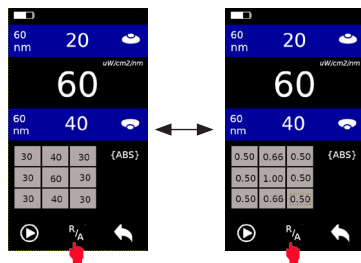 60 nm 20
uW/cm2/nm
60
60 nm 40
30 40 30 {ABS}
30 60 30
30 40 30
R/A
60 nm 20
uW/cm2/nm
60
60 nm 40
0.50 0.66 0.50 {ABS}
0.50 1.00 0.50
0.50 0.66 0.50
R/A